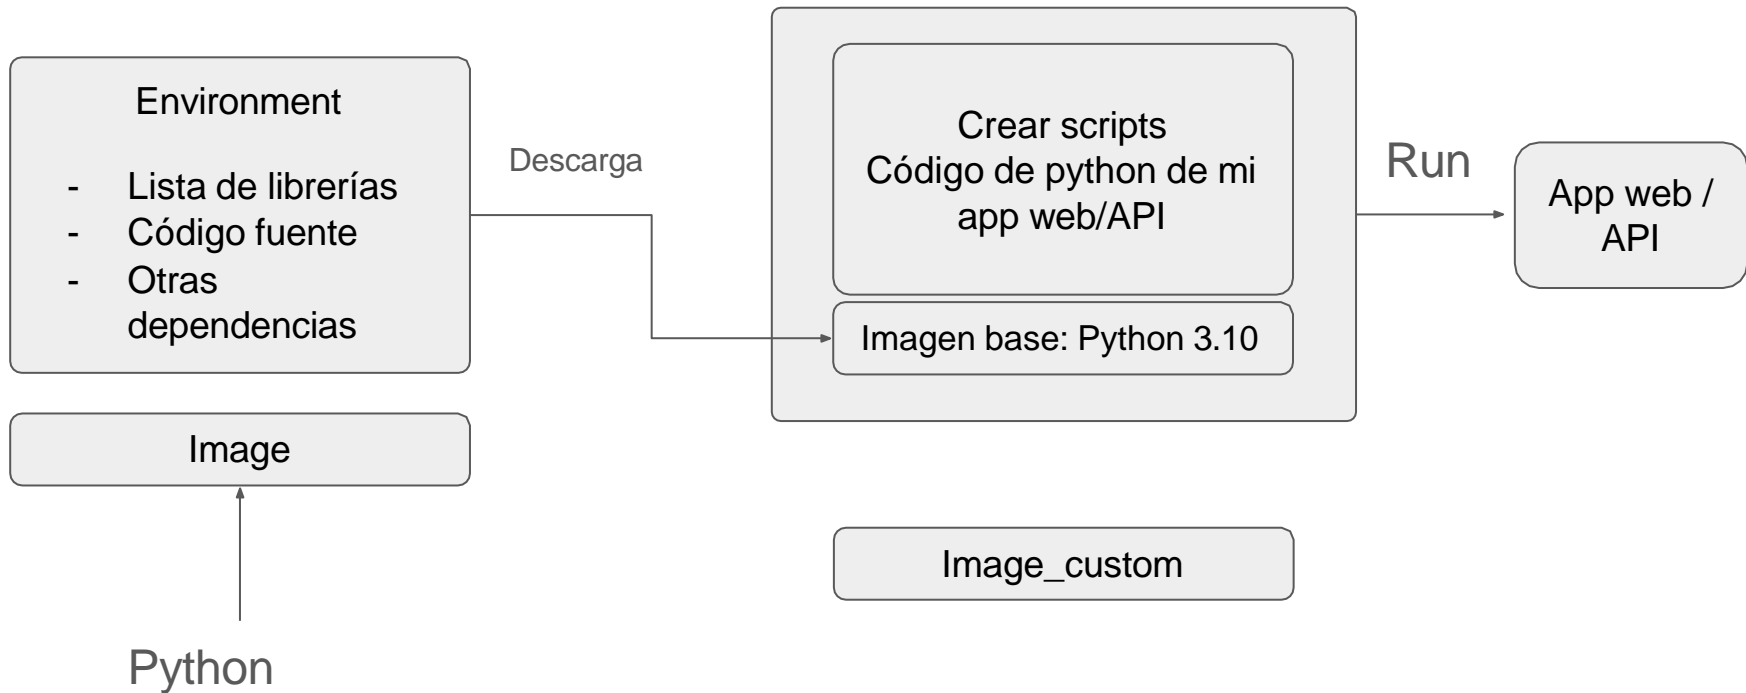 Environment
- Lista de librerías
- Código fuente
- Otras
dependencias
Image
Python
Descarga
Crear scripts
Código de python de mi
app web/API
Imagen base: Python 3.10
Image_custom
Run
App web /
API